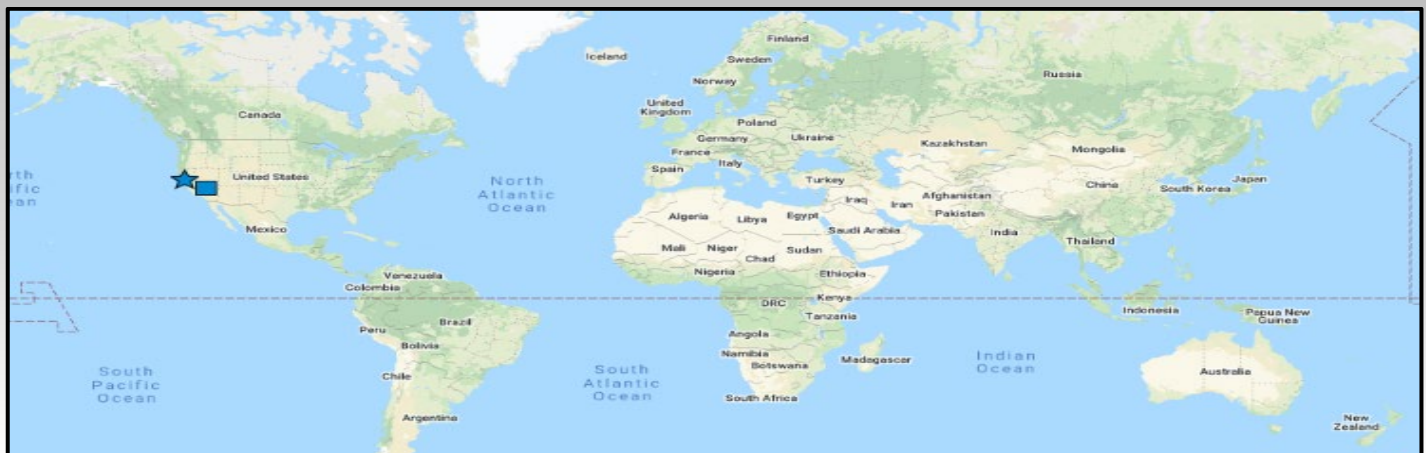 Finland
Iceland
Sweden
Russia
Norway
United
Kingdom
Canada
Poland
Germany
Ukraine
Kazakhstan
Mongolia
France
Italy
Spain
United States
North
Atlantic
Ocean
Turkey
China
South Korea
Japan
Afghanistan
Iraq
Iran
Pakistan
Algeria
Libya
Egypt
Saudi Arabia
Mexico
India
Thailand
Mali
Niger
Sudan
Chad
Nigeria
Ethiopia
Venezuela
Colombia
DRC
Kenya
Tanzania
Indonesia
Papua New
Guinea
Brazil
Peru
Bolivia
Angola
Namibia
Botswana
Madagascar
Indian
Ocean
South
Pacific
Ocean
Chile
South
Atlantic
Ocean
Australia
South Africa
Argentina
New
Zealand